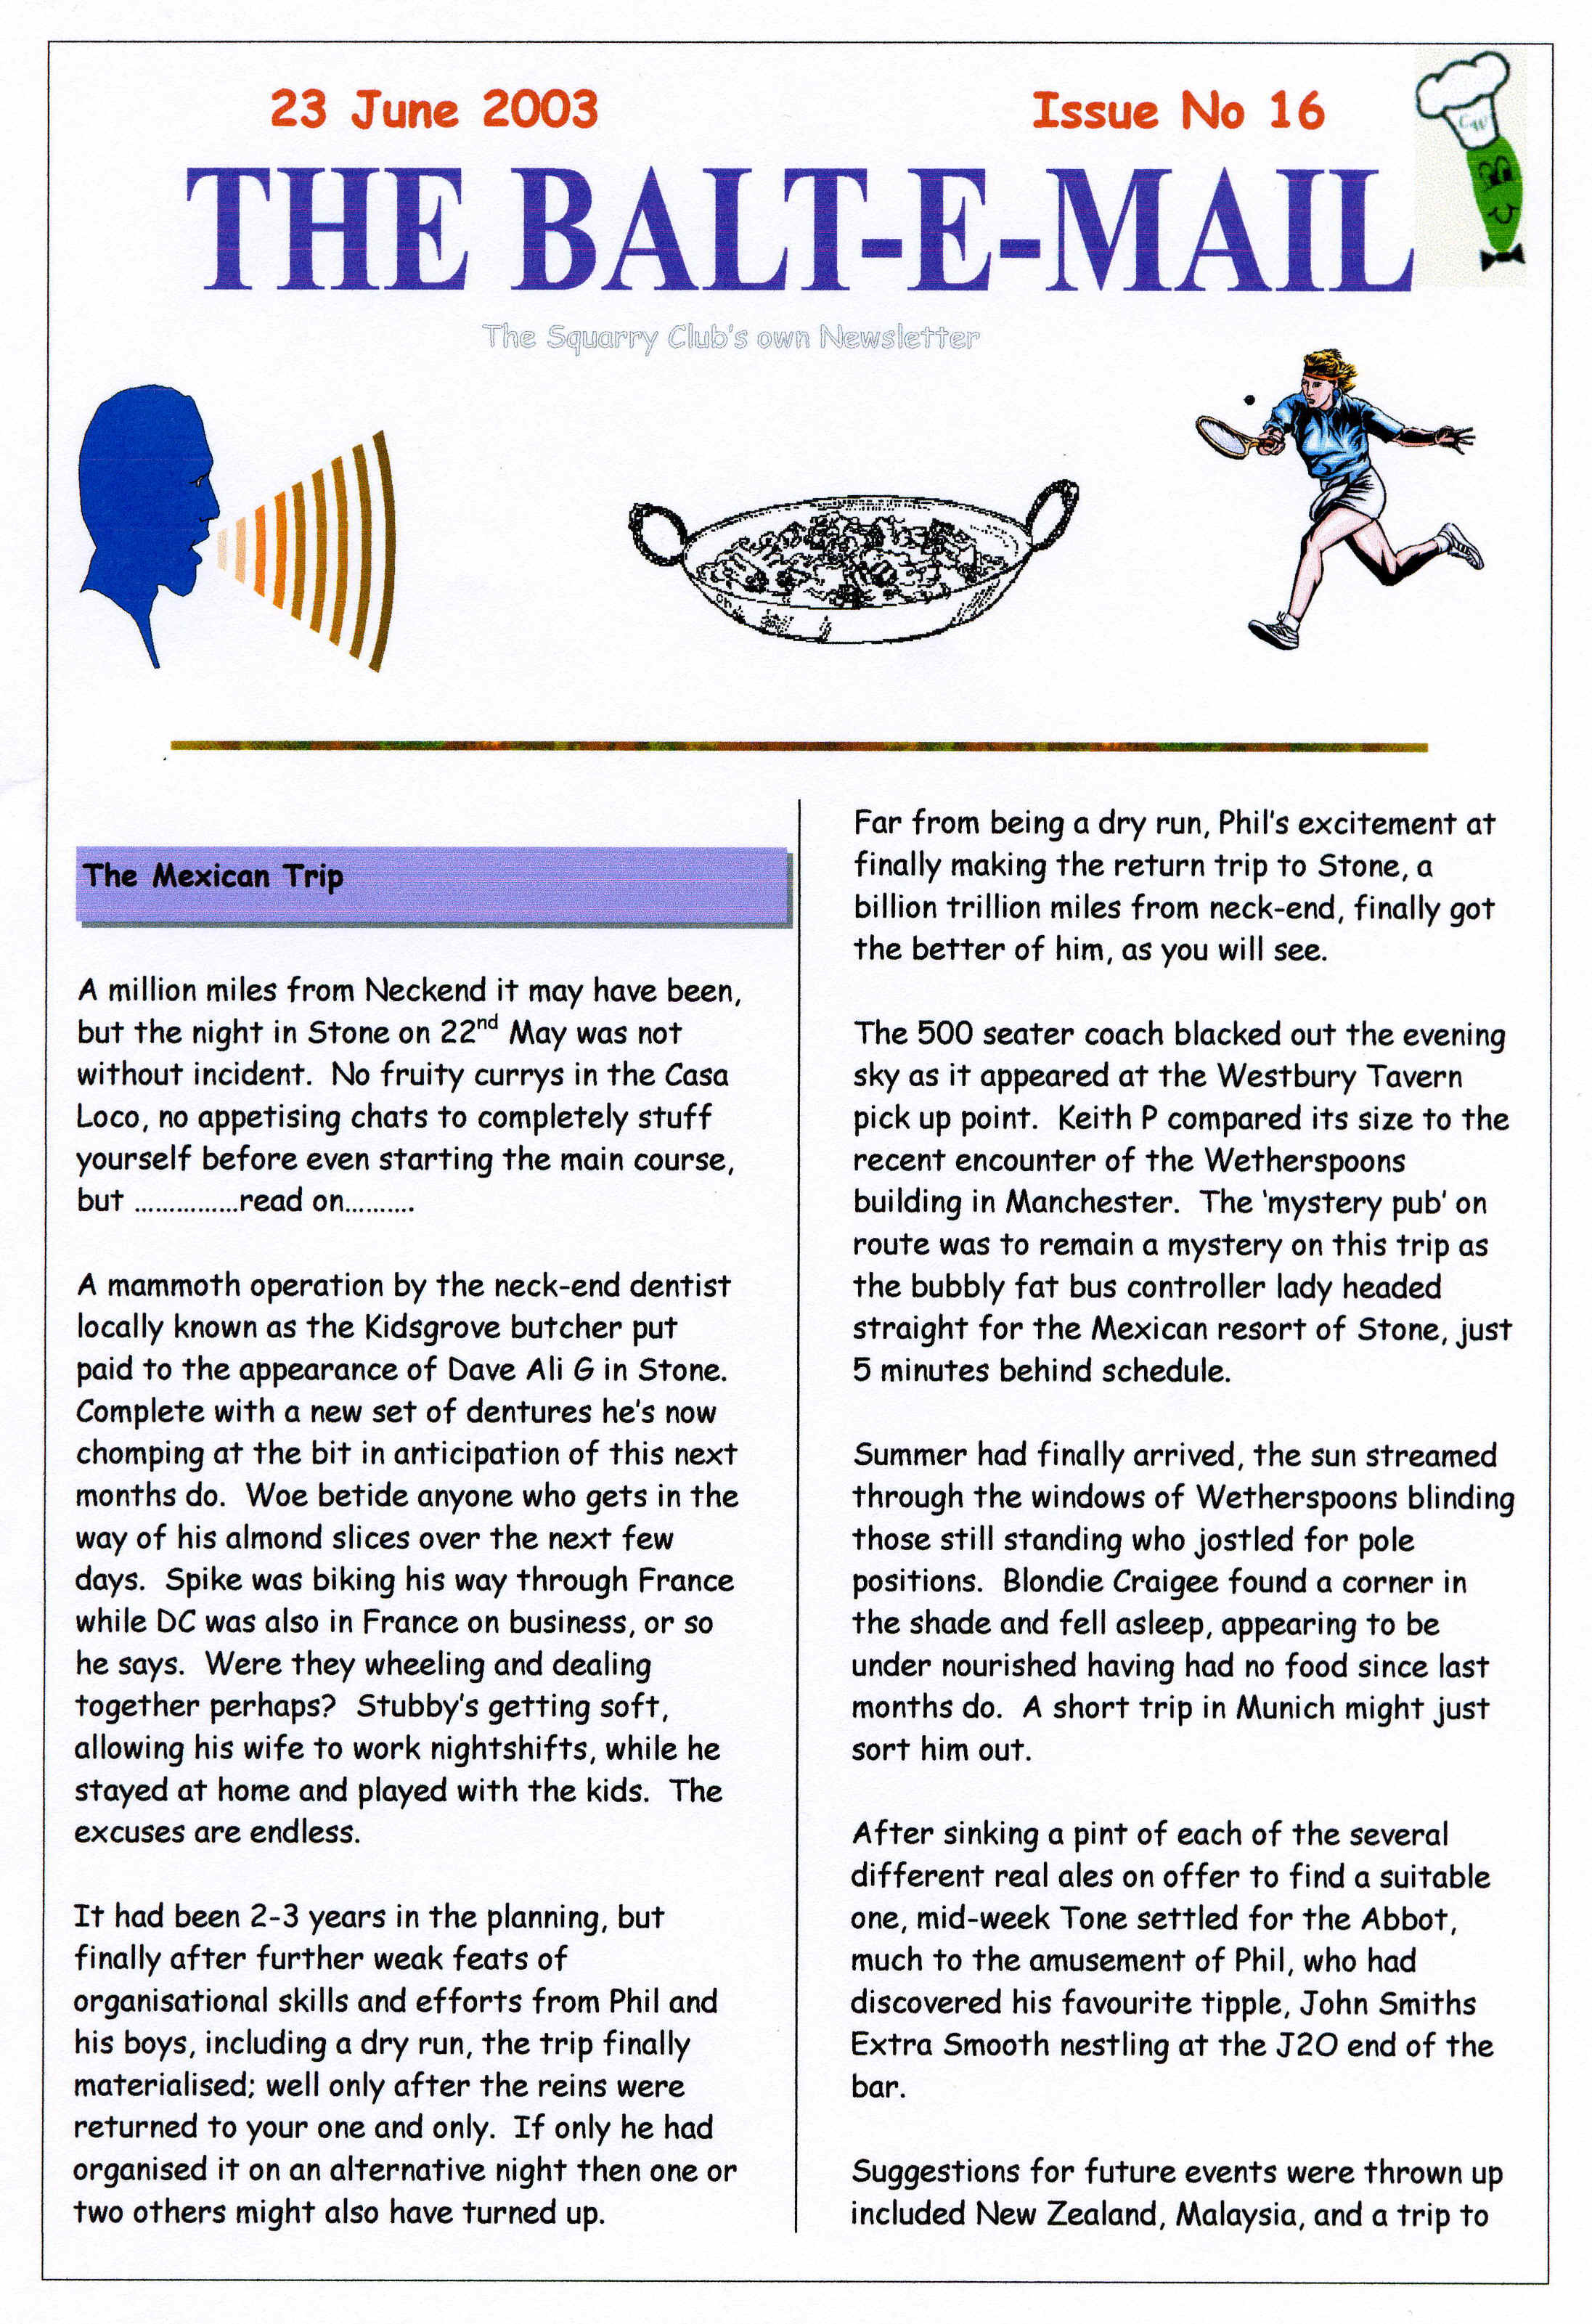 23 June 2003
Issue No 16
CW
THE BALT-E-MAIL
The Squarry Club's own Newsletter
The Mexican Trip
A million miles from Neckend it may have been,
but the night in Stone on 22nd May was not
without incident. No fruity currys in the Casa
Loco, no appetising chats to completely stuff
yourself before even starting the main course,
but ...............read on..........
A mammoth operation by the neck-end dentist
locally known as the Kidsgrove butcher put
paid to the appearance of Dave Ali G in Stone.
Complete with a new set of dentures he's now
chomping at the bit in anticipation of this next
months do. Woe betide anyone who gets in the
way of his almond slices over the next few
days. Spike was biking his way through France
while DC was also in France on business, or so
he says. Were they wheeling and dealing
together perhaps? Stubby's getting soft,
allowing his wife to work nightshifts, while he
stayed at home and played with the kids. The
excuses are endless.
It had been 2-3 years in the planning, but
finally after further weak feats of
organisational skills and efforts from Phil and
his boys, including a dry run, the trip finally
materialised; well only after the reins were
returned to your one and only. If only he had
organised it on an alternative night then one or
two others might also have turned up.
Far from being a dry run, Phil's excitement at
finally making the return trip to Stone, a
billion trillion miles from neck-end, finally got
the better of him, as you will see.
The 500 seater coach blacked out the evening
sky as it appeared at the Westbury Tavern
pick up point. Keith P compared its size to the
recent encounter of the Wetherspoons
building in Manchester. The 'mystery pub' on
route was to remain a mystery on this trip as
the bubbly fat bus controller lady headed
straight for the Mexican resort of Stone, just
5 minutes behind schedule.
Summer had finally arrived, the sun streamed
through the windows of Wetherspoons blinding
those still standing who jostled for pole
positions. Blondie Craigee found a corner in
the shade and fell asleep, appearing to be
under nourished having had no food since last
months do. A short trip in Munich might just
sort him out.
After sinking a pint of each of the several
different real ales on offer to find a suitable
one, mid-week Tone settled for the Abbot,
much to the amusement of Phil, who had
discovered his favourite tipple, John Smiths
Extra Smooth nestling at the J2O end of the
bar.
Suggestions for future events were thrown up
included New Zealand, Malaysia, and a trip to